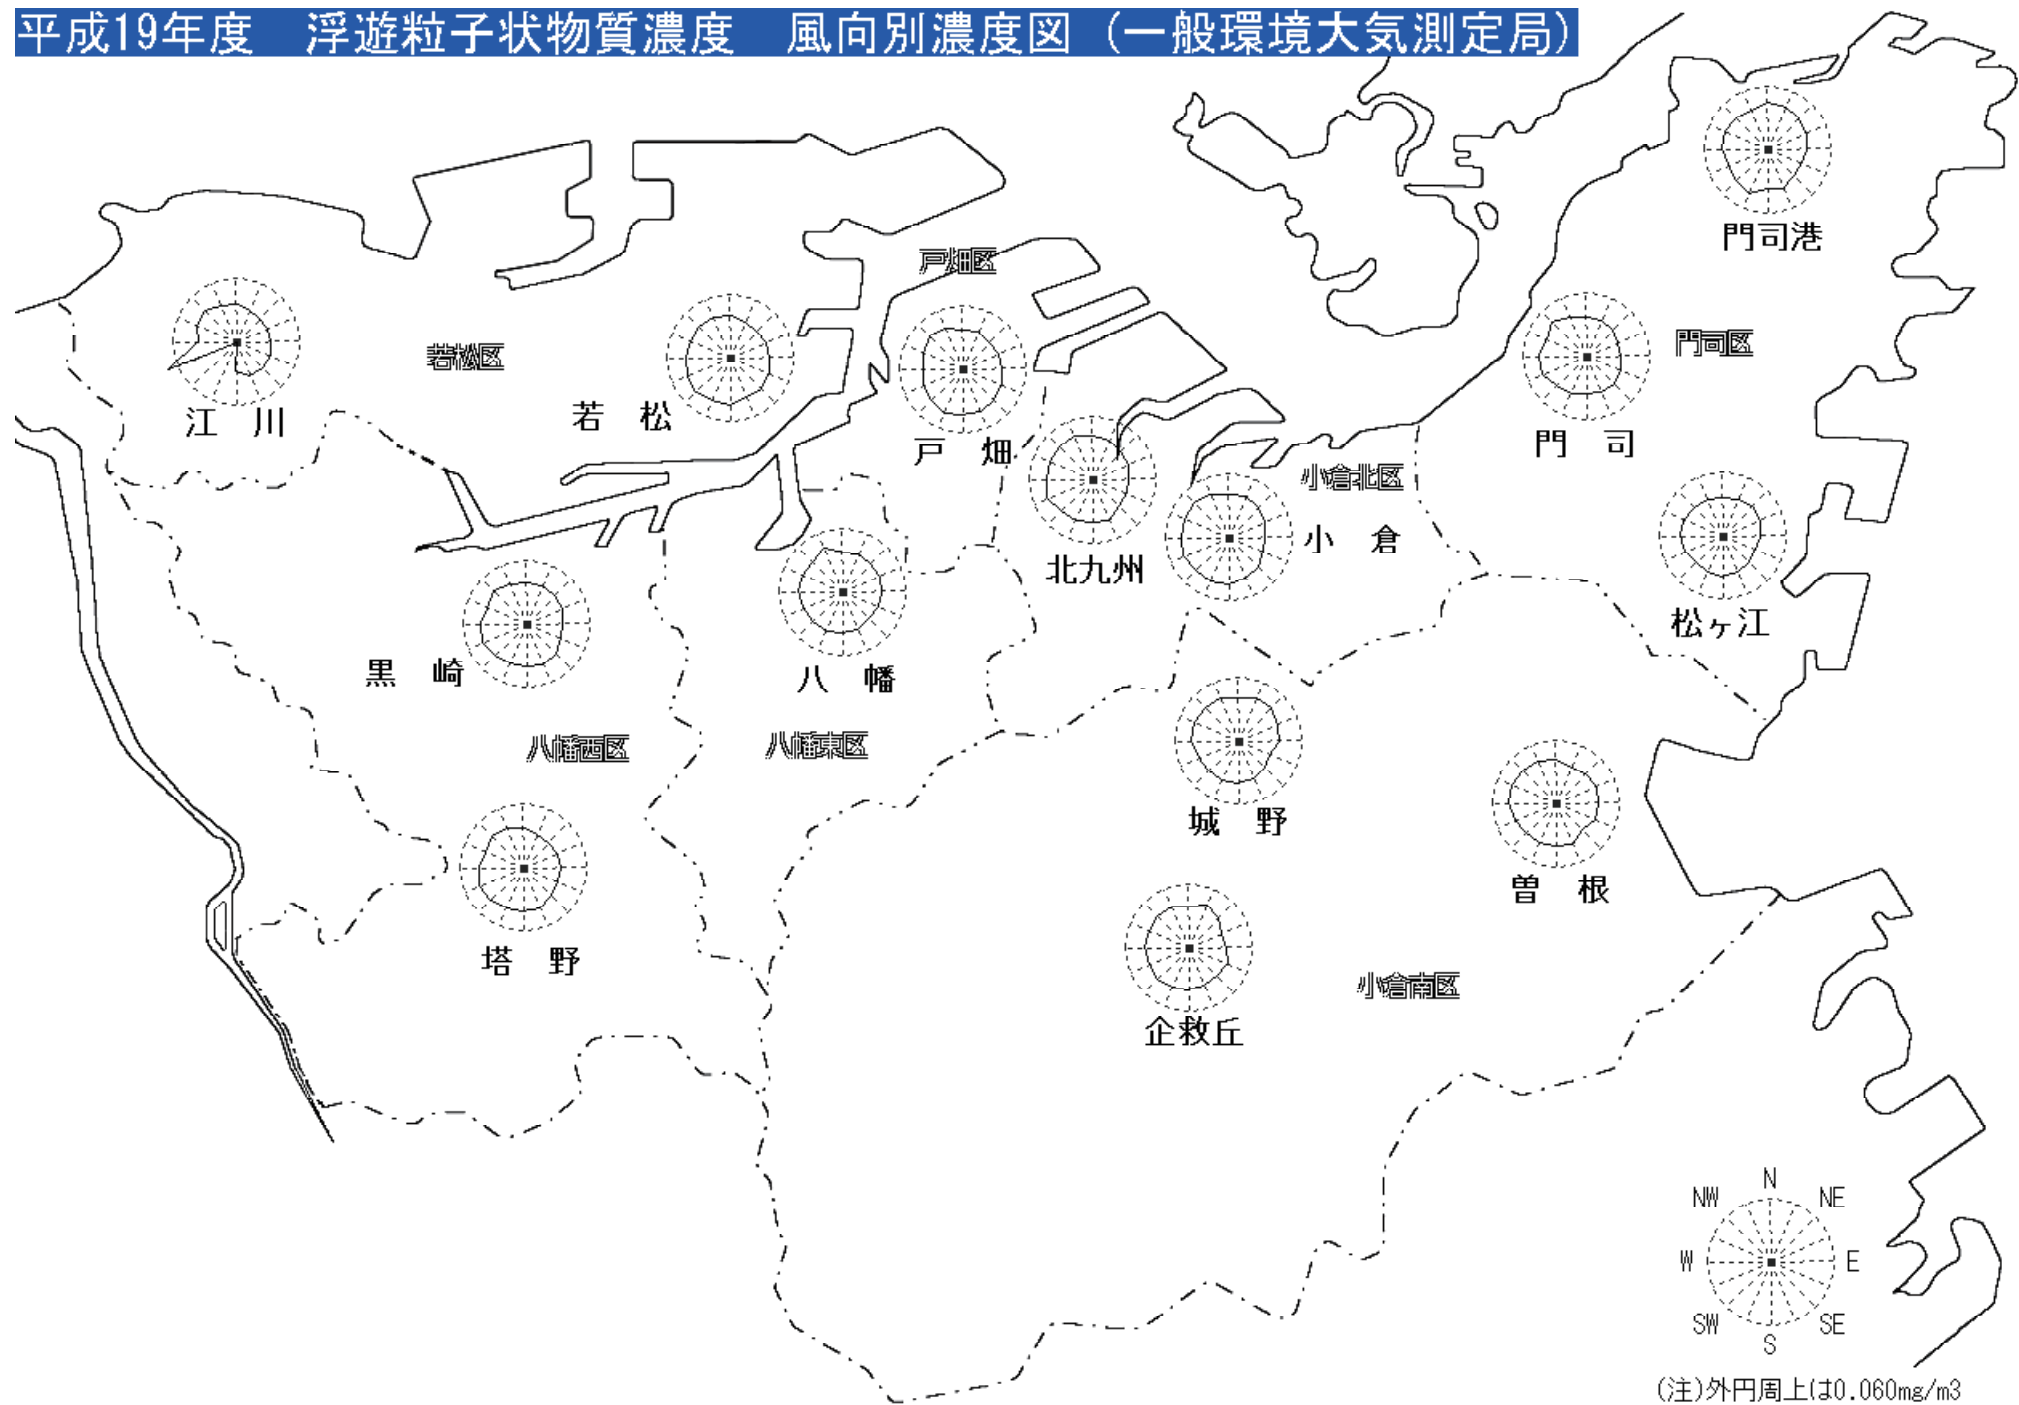 平成19年度　浮遊粒子状物質濃度　風向別濃度図（一般環境大気測定局）
門司港
戸畑区
若松区
門司区
江　川
若　松
戸　畑
門　司
小倉北区
北九州
小　倉
松ヶ江
黒　崎
八　幡
八幡西区
八幡東区
城　野
曽　根
塔　野
小倉南区
企救丘
N
NW
NE
W
E
SW
SE
S
(注)外円周上は0.060mg/m3